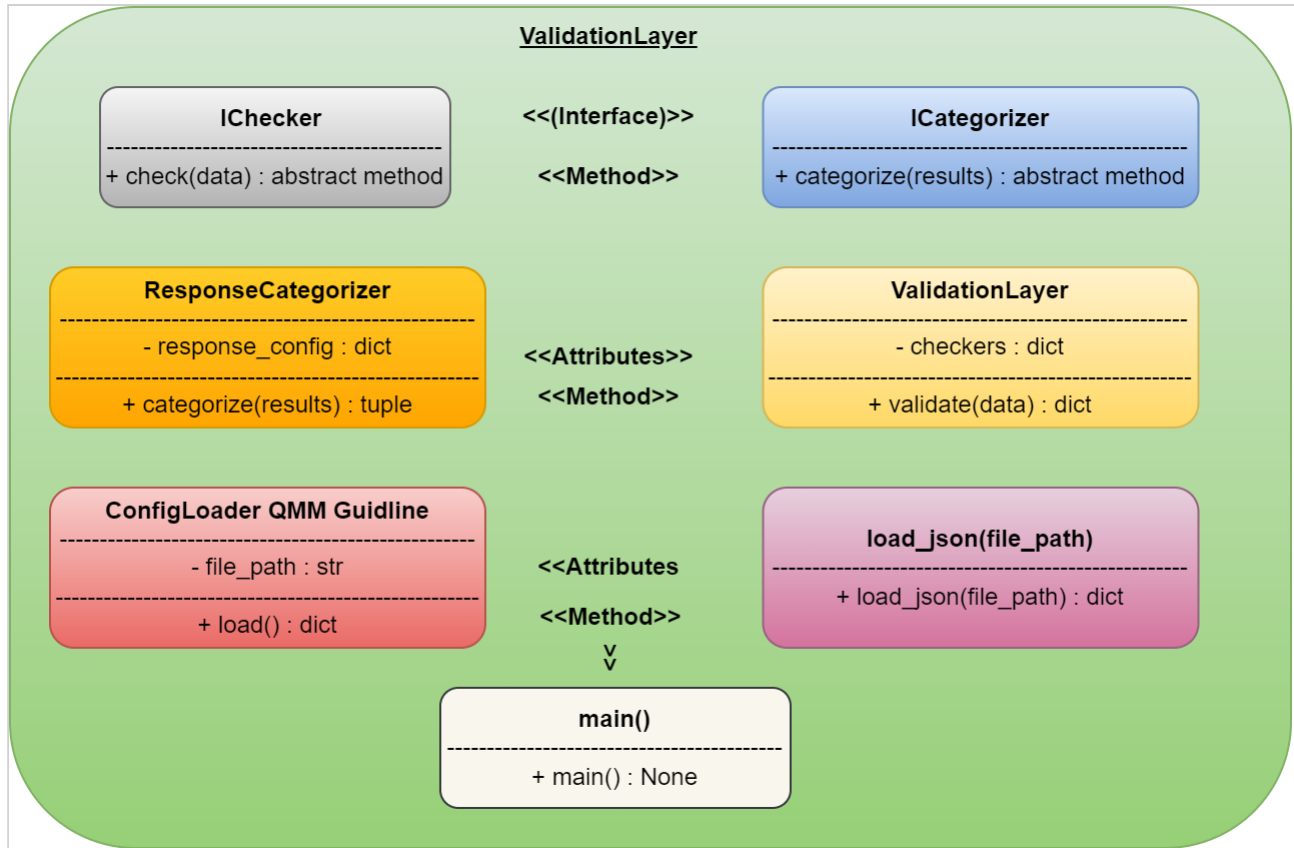 ValidationLayer
IChecker
----------------------------------------
+ check(data) : abstract method
<<(Interface)>>
<<Method>>
ICategorizer
--------------------------------------------------
+ categorize(results) : abstract method
ResponseCategorizer
--------------------------------------------------
- response_config : dict
---------------------------------------------------
+ categorize(results) : tuple
<<Attributes>>
<<Method>>
ValidationLayer
--------------------------------------------------
- checkers : dict
---------------------------------------------------
+ validate(data) : dict
ConfigLoader QMM Guidline
--------------------------------------------------
- file_path : str
---------------------------------------------------
+ load() : dict
<<Attributes
<<Method>>
>>
load_json(file_path)
--------------------------------------------------
+ load_json(file_path) : dict
main()
----------------------------------------
+ main() : None